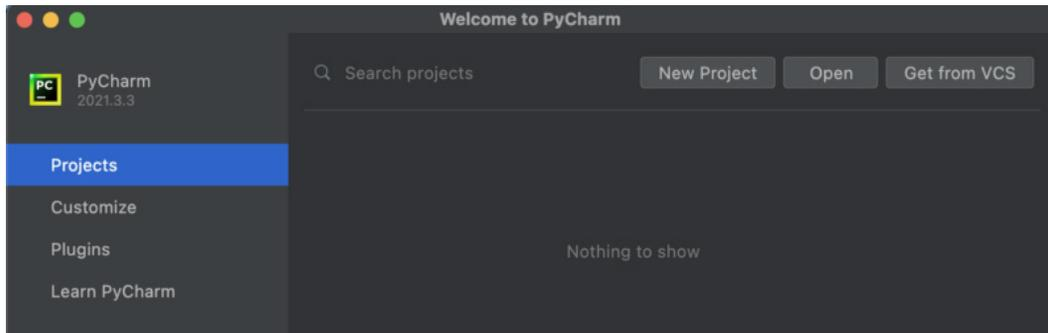 Welcome to PyCharm
PC
PyCharm
2021.3.3
Search projects
New Project
Open
Get from VCS
Projects
Customize
Plugins
Learn PyCharm
Nothing to show